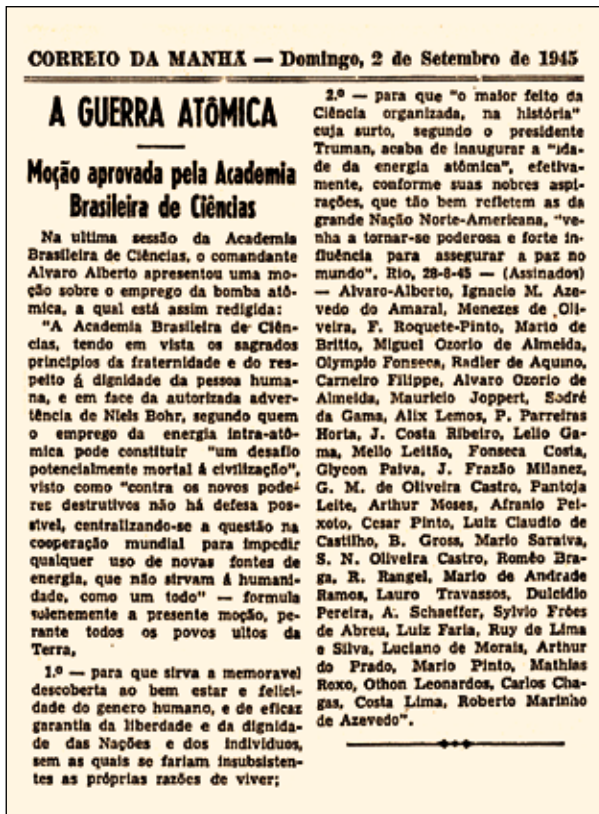 CORREIO DA MANHÃ — Domingo, 2 de Setembro de 1945
A GUERRA ATÔMICA
Moção aprovada pela Academia
Brasileira de Ciências
Na ultima sessão da Academia
Brasileira de Ciências, o comandante
Alvaro Alberto apresentou uma mo-
ção sobre o emprego da bomba atô-
mica, a qual está assim redigida:
"A Academia Brasileira de Ciên-
cias, tendo em vista os sagrados
princípios da fraternidade e do res-
peito á dignidade da pessoa huma-
na, e em face da autorizada adver-
tência de Niels Bohr, segundo quem
o emprego da energia intra-atô-
mica pode constituir "um desafio
potencialmente mortal á civilização",
visto como "contra os novos pode-
res destrutivos não há defesa pos-
sível, centralizando-se a questão na
cooperação mundial para impedir
qualquer uso de novas fontes de
energia, que não sirvam á humani-
dade, como um todo" — formula
solenemente a presente moção, pe-
rante todos os povos ultos da
Terra,
1.º — para que sirva a memoravel
descoberta ao bem estar e felici-
dade do genero humano, e de eficaz
garantia da liberdade e da dignida-
de das Nações e dos indivíduos,
sem as quais se fariam insubsisten-
tes as próprias razões de viver;
2.º — para que "o maior feito da
Ciência organizada, na história"
cuja surto, segundo o presidente
Truman, acaba de inaugurar a "ida-
de da energia atômica", efetiva-
mente, conforme suas nobres aspi-
rações, que tão bem refletem as da
grande Nação Norte-Americana, "ve-
nha a tornar-se poderosa e forte in-
fluência para assegurar a paz no
mundo". Rio, 28-8-45 — (Assinados)
— Alvaro-Alberto, Ignacio M. Aze-
vedo do Amaral, Menezes de Oli-
veira, F. Roquete-Pinto, Mario de
Britto, Miguel Ozorio de Almeida,
Olympio Fonseca, Radler de Aquino,
Carneiro Filippe, Alvaro Ozorio de
Almeida, Mauricio Joppert, Sodré
da Gama, Alix Lemos, P. Parreiras
Horta, J. Costa Ribeiro, Lelio Ga-
ma, Mello Leitão, Fonseca Costa,
Glycon Paiva, J. Frazão Milanez,
G. M. de Oliveira Castro, Pantoja
Leite, Arthur Moses, Afranio Pei-
xoto, Cesar Pinto, Luiz Claudio de
Castilho, B. Gross, Mario Saraiva,
S. N. Oliveira Castro, Romêo Bra-
ga, R. Rangel, Mario de Andrade
Ramos, Lauro Travassos, Dulcidio
Pereira, A. Schaeffer, Sylvio Fróes
de Abreu, Luiz Faria, Ruy de Lima
e Silva, Luciano de Morais, Arthur
do Prado, Mario Pinto, Mathias
Roxo, Othon Leonardos, Carlos Cha-
gas, Costa Lima, Roberto Marinho
de Azevedo".